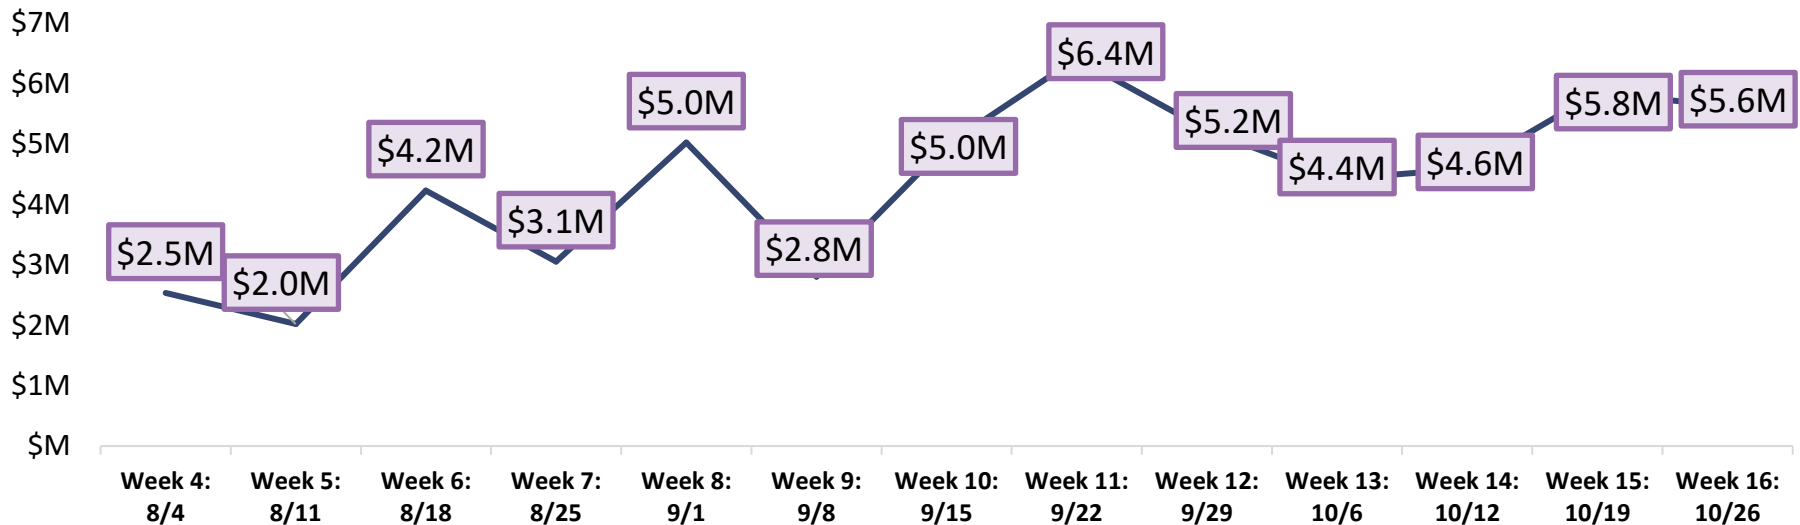 $7M
$6M
$5M
$4M
$3M
$2M
$1M
$M
$2.5M
$2.0M
$4.2M
$3.1M
$5.0M
$2.8M
$5.0M
$6.4M
$5.2M
$4.4M
$4.6M
$5.8M
$5.6M
Week 4:
8/4
Week 5:
8/11
Week 6:
8/18
Week 7:
8/25
Week 8:
9/1
Week 9:
9/8
Week 10:
9/15
Week 11:
9/22
Week 12:
9/29
Week 13:
10/6
Week 14:
10/12
Week 15:
10/19
Week 16:
10/26